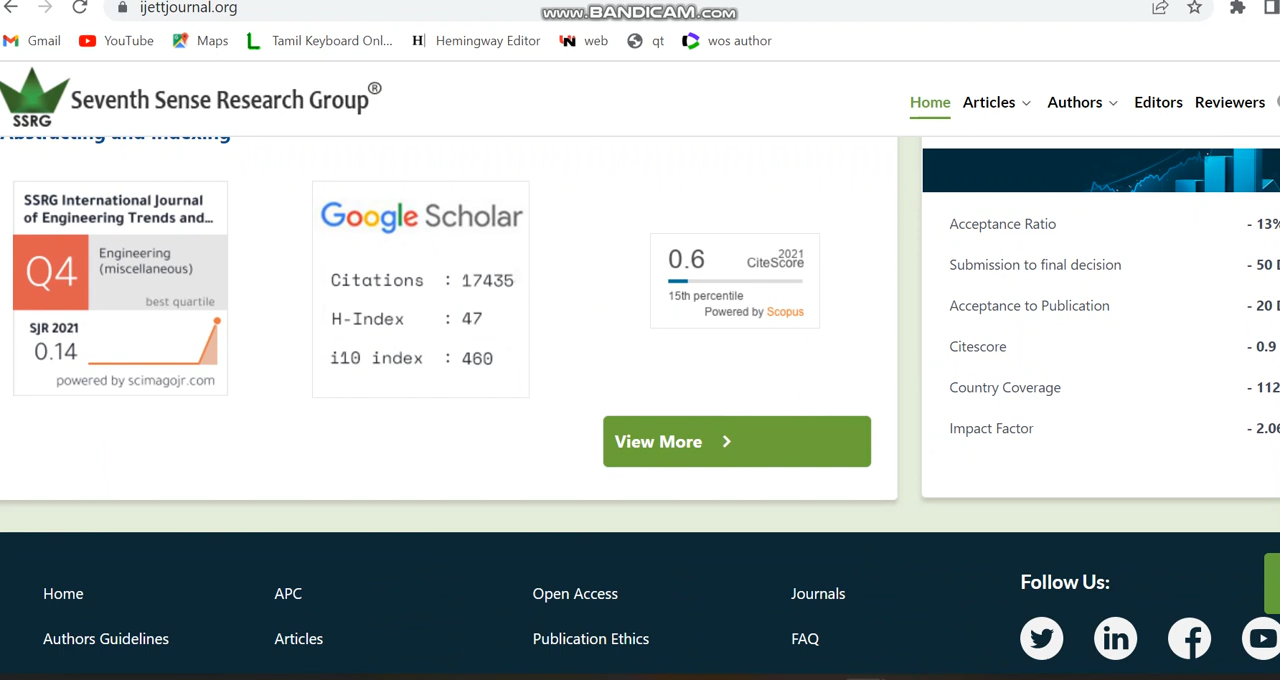 ijettjournal.org
www.BANDICAM.com
Gmail
YouTube
Maps
Tamil Keyboard Onl...
Hemingway Editor
web
qt
wos author
SSRG
Seventh Sense Research Group®
Home
Articles
Authors
Editors
Reviewers
Abstracting and Indexing
SSRG International Journal
of Engineering Trends and...
Q4
Engineering
(miscellaneous)
best quartile
SJR 2021
0.14
powered by scimagojr.com
Google Scholar
Citations : 17435
H-Index : 47
i10 index : 460
0.6
2021
CiteScore
15th percentile
Powered by Scopus
View More
Acceptance Ratio - 13%
Submission to final decision - 50
Acceptance to Publication - 20
Citescore - 0.9
Country Coverage - 112
Impact Factor - 2.06
Home
APC
Open Access
Journals
Follow Us:
Authors Guidelines
Articles
Publication Ethics
FAQ